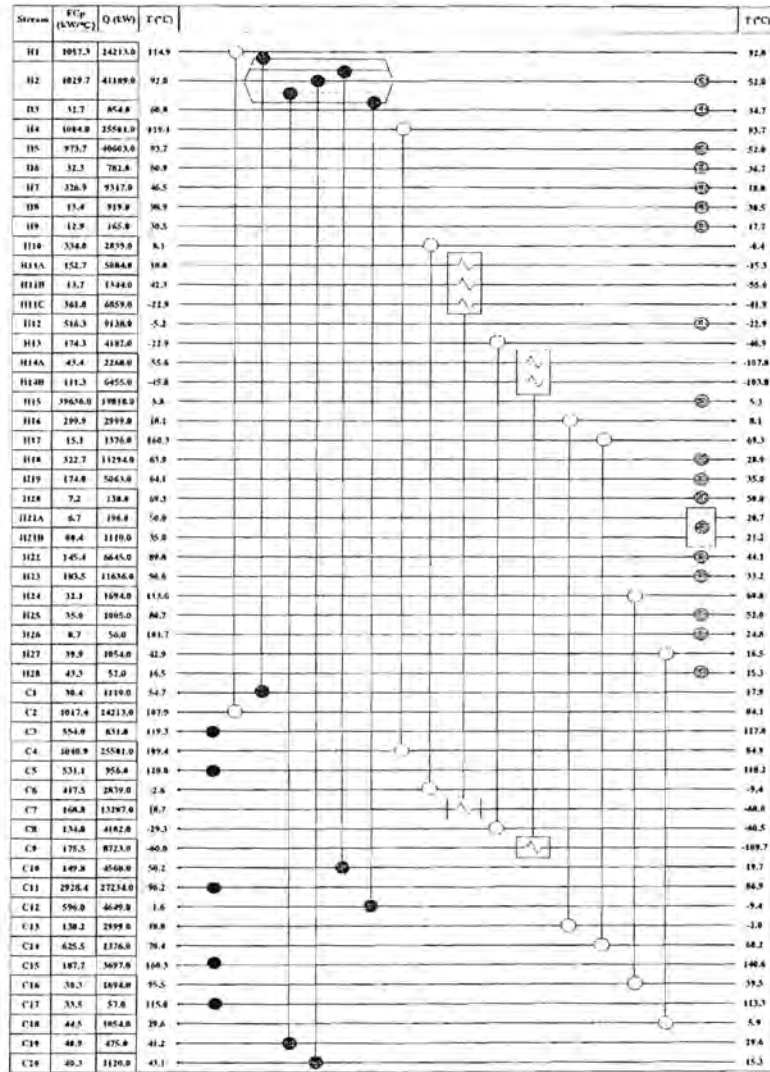 Stream FCp (kW/°C) Q (kW) T (°C) T (°C)
H1 1057.3 24213.0 114.9 92.0
H2 1029.7 41189.0 92.0 52.0
H3 32.7 854.0 60.8 34.7
H4 1004.0 25501.0 119.1 93.7
H5 973.7 40603.0 93.7 52.0
H6 32.3 782.0 60.9 36.7
H7 326.9 9317.0 46.5 18.0
H8 13.4 919.0 98.9 30.5
H9 12.9 165.0 30.5 17.7
H10 334.0 2839.0 8.1 -0.4
H11A 152.7 5084.0 18.0 -15.3
H11B 13.7 1344.0 42.3 -55.6
H11C 361.0 6859.0 -22.9 -41.9
H12 516.3 9138.0 -5.2 -22.9
H13 174.3 4182.0 -22.9 -46.9
H14A 43.4 2268.0 -55.6 -107.8
H14B 111.3 6455.0 -45.8 -103.8
H15 39636.0 19818.0 5.8 5.3
H16 299.9 2999.0 18.1 8.1
H17 15.1 1376.0 160.3 69.3
H18 322.7 11294.0 63.9 28.9
H19 174.0 5063.0 64.1 35.0
H20 7.2 138.0 69.3 50.0
H21A 6.7 196.0 50.0 20.7
H21B 80.4 1110.0 35.0 21.2
H22 145.4 6645.0 89.8 44.1
H23 183.5 11636.0 96.6 33.2
H24 32.1 1694.0 113.6 60.8
H25 35.0 1005.0 80.7 52.0
H26 0.7 56.0 101.7 24.8
H27 39.9 1054.0 42.9 16.5
H28 43.3 52.0 16.5 15.3
C1 30.4 1119.0 54.7 17.9
C2 1017.4 24213.0 107.9 84.1
C3 354.0 831.0 119.3 117.0
C4 1040.9 25501.0 109.4 84.9
C5 531.1 956.0 120.0 118.2
C6 417.5 2839.0 -2.6 -9.4
C7 168.8 13287.0 18.7 -60.0
C8 134.0 4182.0 -29.3 -60.5
C9 175.5 8723.0 -60.0 -109.7
C10 149.8 4568.0 50.2 19.7
C11 2928.4 27234.0 96.2 86.9
C12 596.0 4649.0 1.6 -9.4
C13 138.2 2999.0 18.8 -2.9
C14 625.5 1376.0 70.4 68.2
C15 187.7 3697.0 160.3 140.6
C16 30.3 1694.0 95.5 39.5
C17 33.5 57.0 115.0 113.3
C18 44.5 1054.0 29.6 5.9
C19 40.9 475.0 41.2 29.6
C20 40.3 1120.0 43.1 15.3